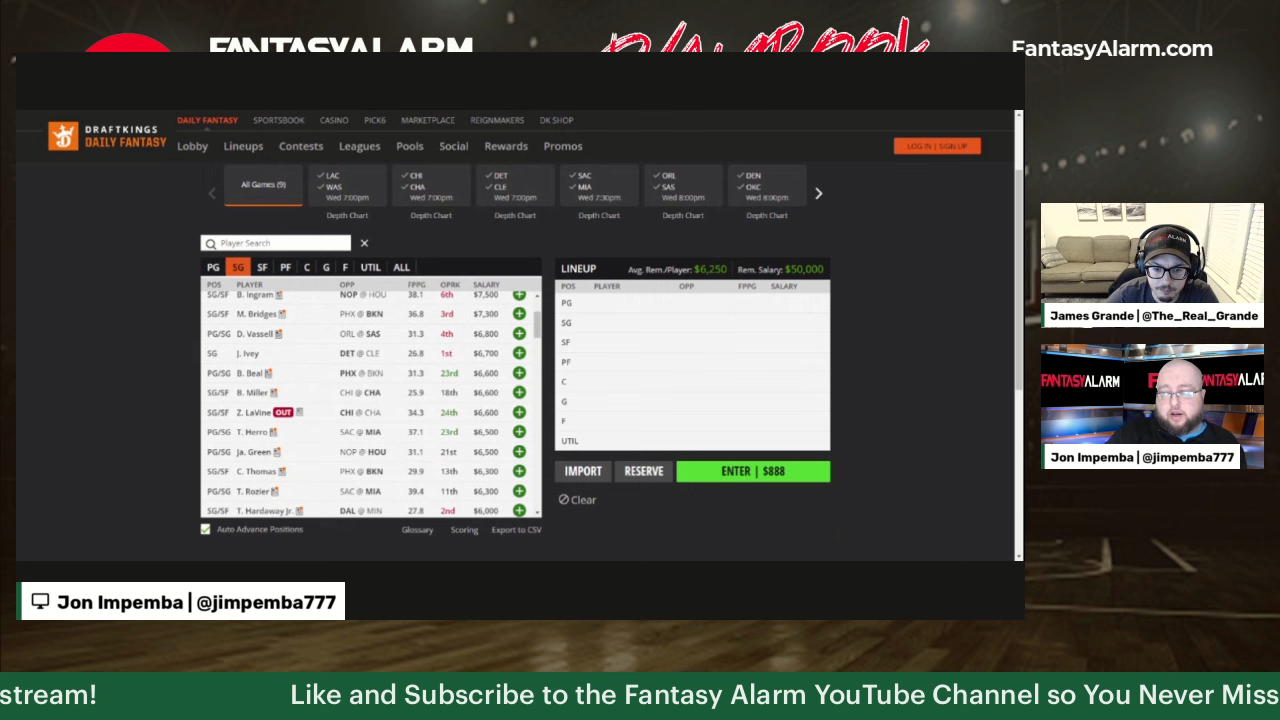 FANTASYALARM
PLAYBOOK
FantasyAlarm.com
DRAFTKINGS
DAILY FANTASY
DAILY FANTASY SPORTSBOOK CASINO PICK6 MARKETPLACE REIGNMAKERS DK SHOP
Lobby Lineups Contests Leagues Pools Social Rewards Promos
LOG IN | SIGN UP
All Games (9)
LAC
WAS
Wed 7:00pm
Depth Chart
CHI
CHA
Wed 7:00pm
Depth Chart
DET
CLE
Wed 7:00pm
Depth Chart
SAC
MIA
Wed 7:30pm
Depth Chart
ORL
SAS
Wed 8:00pm
Depth Chart
DEN
OKC
Wed 8:00pm
Depth Chart
Player Search
PG SG SF PF C G F UTIL ALL
POS PLAYER OPP FPPG OPRK SALARY
SG/SF B. Ingram NOP @ HOU 38.1 6th $7,500
SG/SF M. Bridges PHX @ BKN 36.8 3rd $7,300
PG/SG D. Vassell ORL @ SAS 31.3 4th $6,800
SG J. Ivey DET @ CLE 26.8 1st $6,700
PG/SG B. Beal PHX @ BKN 31.3 23rd $6,600
SG/SF B. Miller CHI @ CHA 25.9 18th $6,600
SG/SF Z. LaVine OUT CHI @ CHA 34.3 24th $6,600
PG/SG T. Herro SAC @ MIA 37.1 23rd $6,500
PG/SG Ja. Green NOP @ HOU 31.1 21st $6,500
SG/SF C. Thomas PHX @ BKN 29.9 13th $6,300
PG/SG T. Rozier SAC @ MIA 39.4 11th $6,300
SG/SF T. Hardaway Jr. DAL @ MIN 27.8 2nd $6,000
Auto Advance Positions Glossary Scoring Export to CSV
LINEUP Avg. Rem./Player: $6,250 Rem. Salary: $50,000
POS PLAYER OPP FPPG SALARY
PG
SG
SF
PF
C
G
F
UTIL
IMPORT RESERVE ENTER | $888
Clear
James Grande | @The_Real_Grande
FANTASYALARM
Jon Impemba | @jimpemba777
Jon Impemba | @jimpemba777
stream! Like and Subscribe to the Fantasy Alarm YouTube Channel so You Never Miss